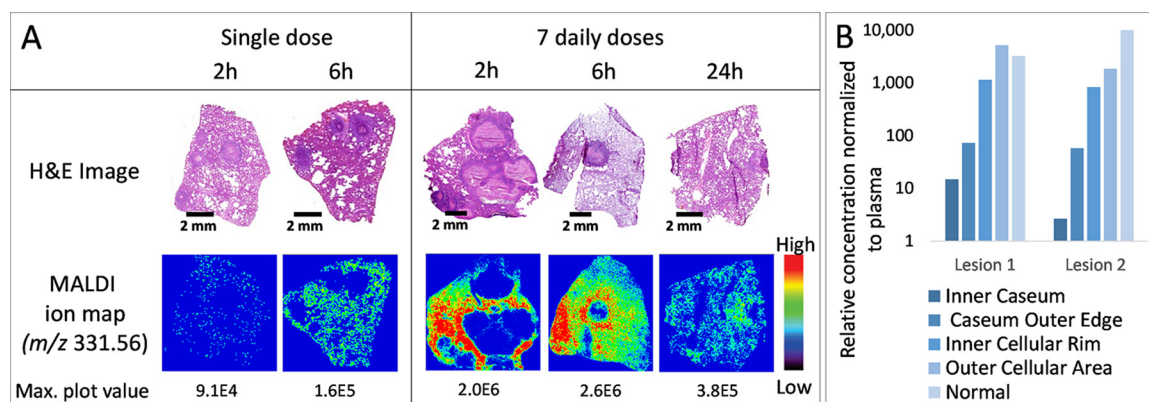 A
Single dose
7 daily doses
2h 6h 2h 6h 24h
H&E Image
2 mm 2 mm 2 mm 2 mm 2 mm
MALDI
ion map
(m/z 331.56)
High
Low
Max. plot value 9.1E4 1.6E5 2.0E6 2.6E6 3.8E5
B
Relative concentration normalized
to plasma
10,000
1,000
100
10
1
Lesion 1 Lesion 2
Inner Caseum
Caseum Outer Edge
Inner Cellular Rim
Outer Cellular Area
Normal